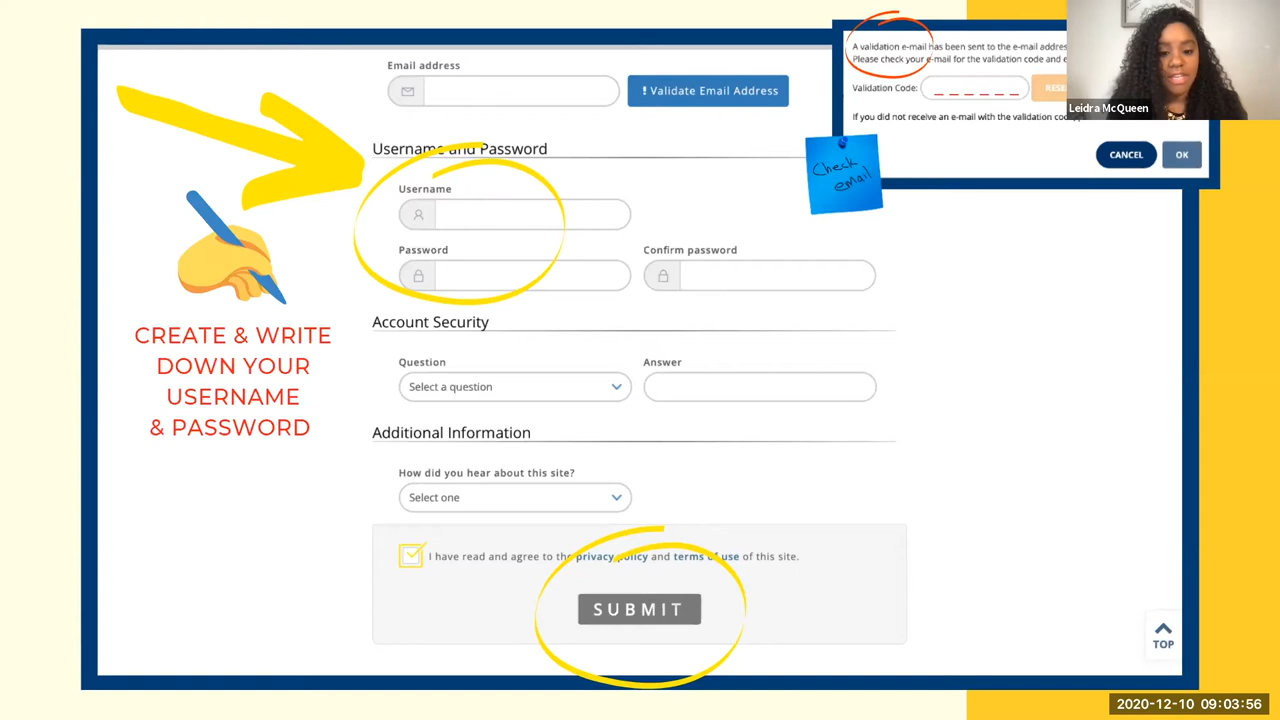 Email address
Validate Email Address
Username and Password
Username
Password
Confirm password
Account Security
Question
Answer
Select a question
Additional Information
How did you hear about this site?
Select one
I have read and agree to the privacy policy and terms of use of this site.
SUBMIT
TOP
CREATE & WRITE
DOWN YOUR
USERNAME
& PASSWORD
A validation e-mail has been sent to the e-mail addre
Please check your e-mail for the validation code and e
Validation Code:
RESE
If you did not receive an e-mail with the validation cod
CANCEL
OK
Check
email
Leidra McQueen
2020-12-10 09:03:56